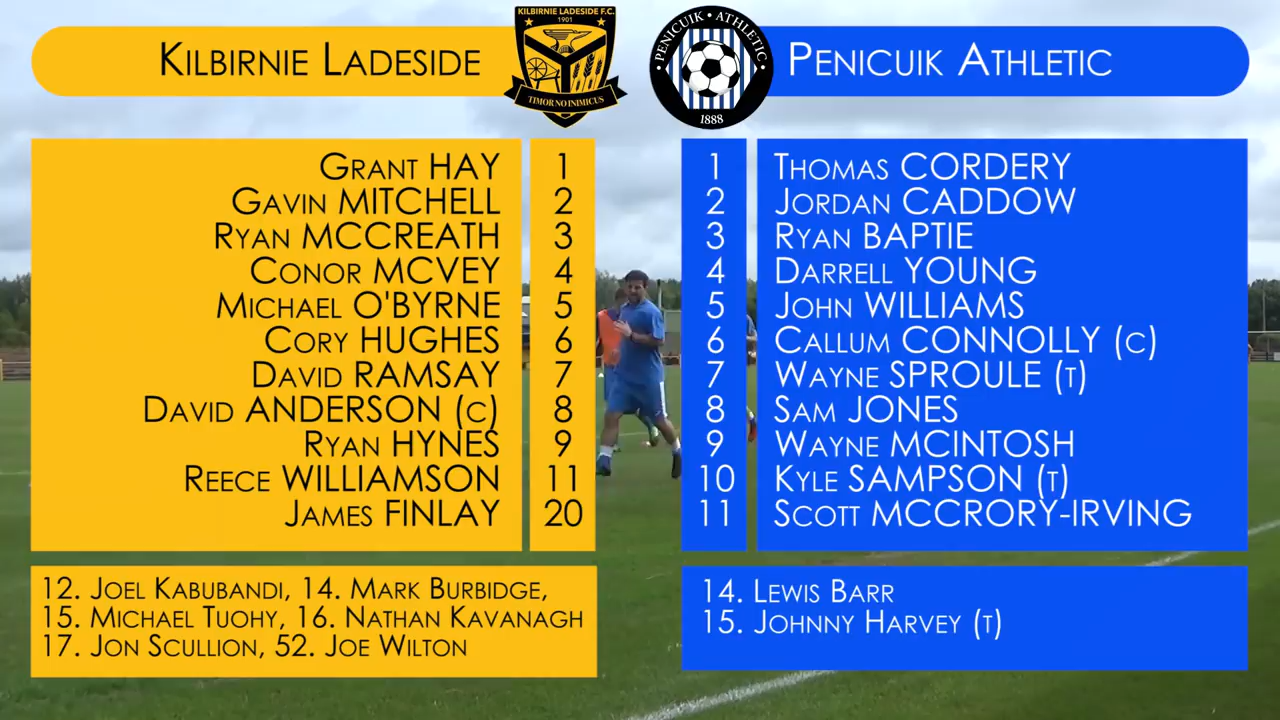 KILBIRNIE LADESIDE
KILBIRNIE LADESIDE F.C.
1901
TIMOR NO INIMICUS
PENICUIK · ATHLETIC
1888
PENICUIK ATHLETIC
GRANT HAY 1
GAVIN MITCHELL 2
RYAN MCCREATH 3
CONOR MCVEY 4
MICHAEL O'BYRNE 5
CORY HUGHES 6
DAVID RAMSAY 7
DAVID ANDERSON (C) 8
RYAN HYNES 9
REECE WILLIAMSON 11
JAMES FINLAY 20
12. JOEL KABUBANDI, 14. MARK BURBIDGE,
15. MICHAEL TUOHY, 16. NATHAN KAVANAGH
17. JON SCULLION, 52. JOE WILTON
1 THOMAS CORDERY
2 JORDAN CADDOW
3 RYAN BAPTIE
4 DARRELL YOUNG
5 JOHN WILLIAMS
6 CALLUM CONNOLLY (C)
7 WAYNE SPROULE (T)
8 SAM JONES
9 WAYNE MCINTOSH
10 KYLE SAMPSON (T)
11 SCOTT MCCRORY-IRVING
14. LEWIS BARR
15. JOHNNY HARVEY (T)